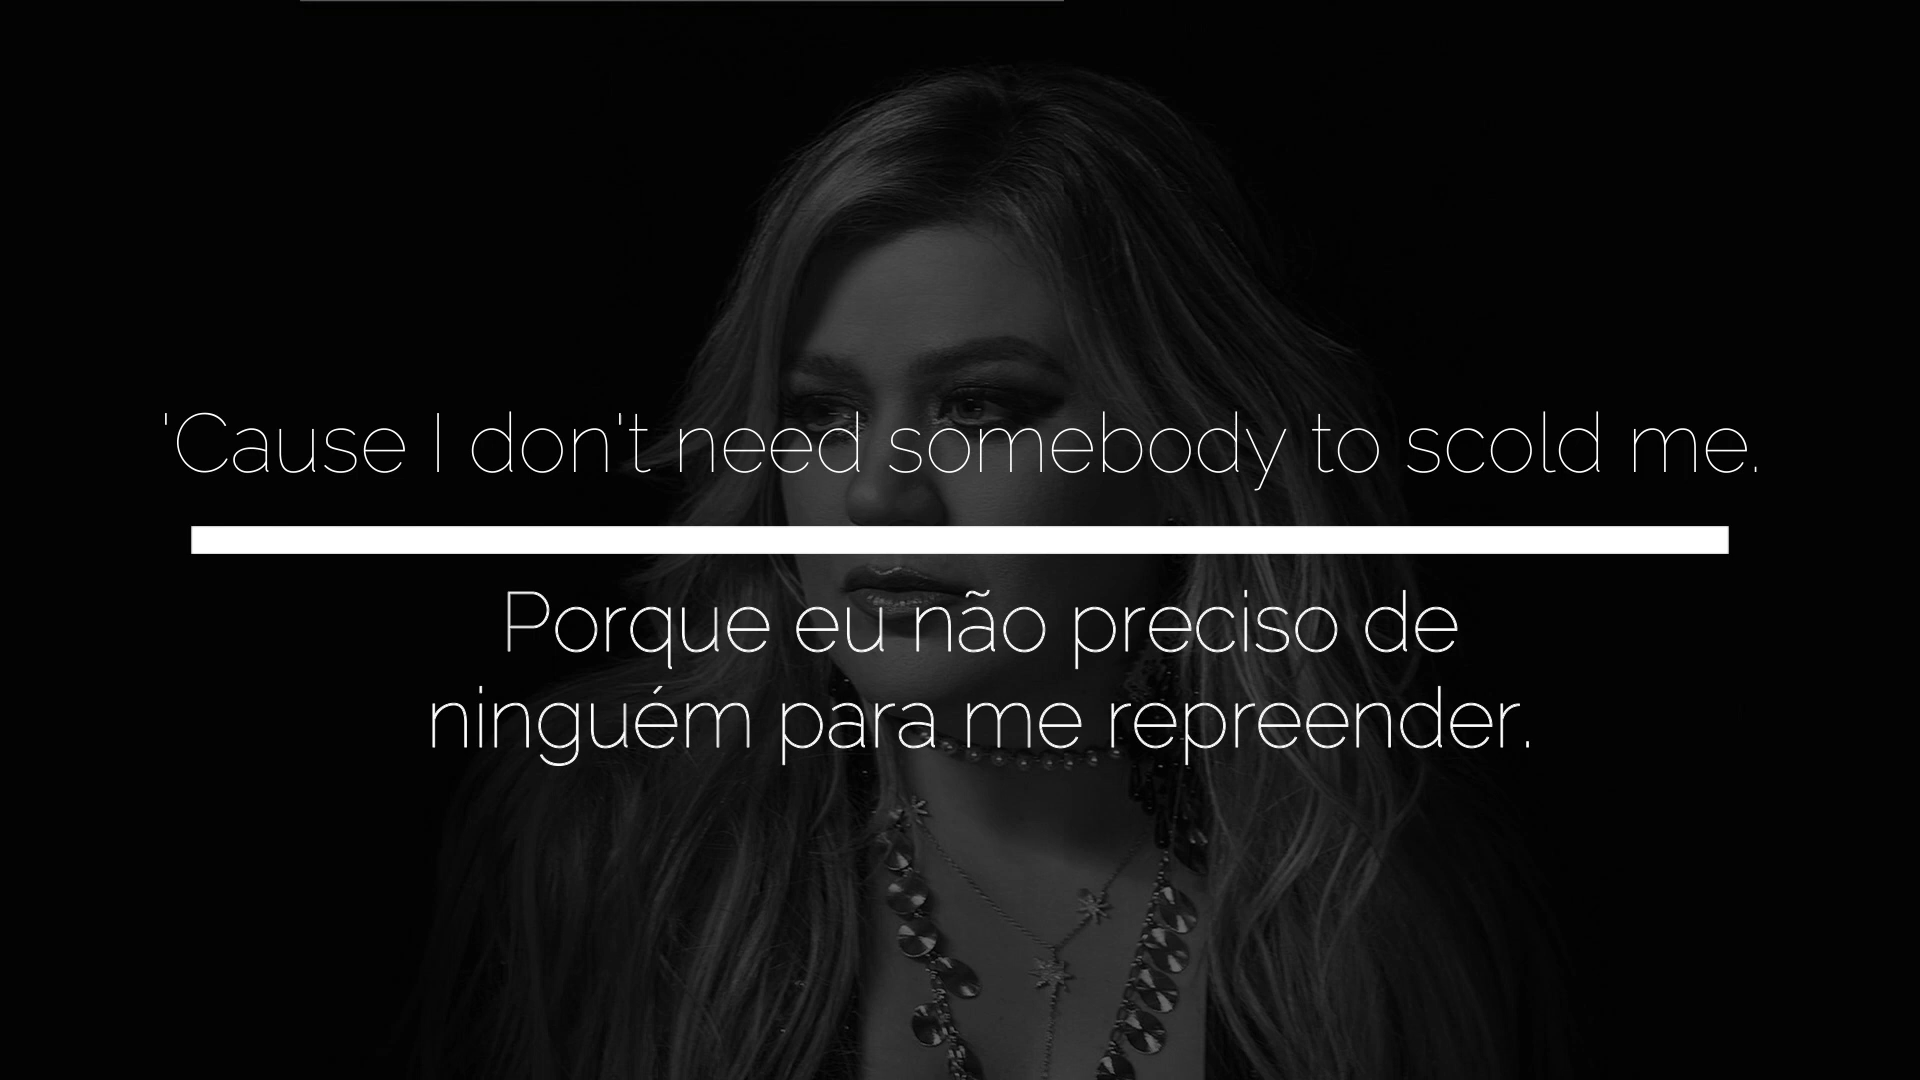 'Cause I don't need somebody to scold me.
Porque eu não preciso de
ninguém para me repreender.